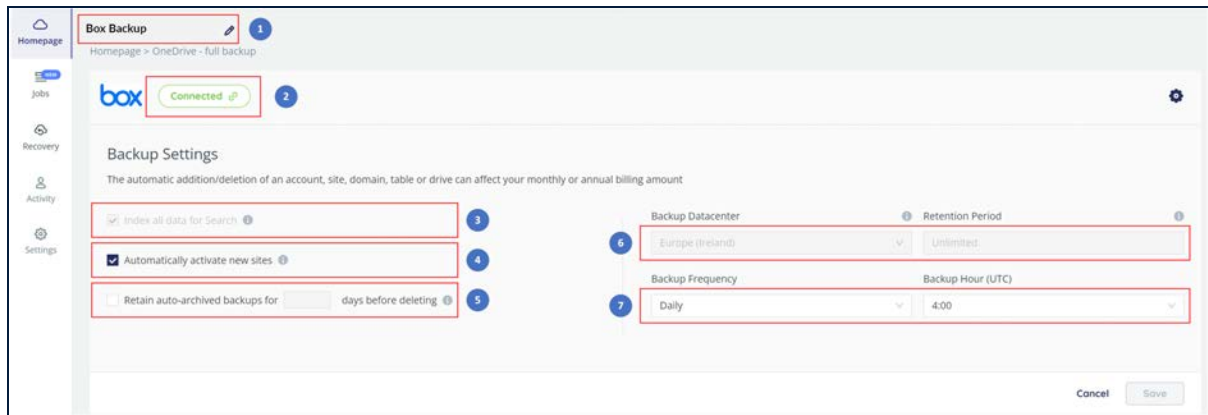 Homepage
Jobs
NEW
Recovery
Activity
Settings
Box Backup
1
Homepage > OneDrive - full backup
box
Connected
2
Backup Settings
The automatic addition/deletion of an account, site, domain, table or drive can affect your monthly or annual billing amount
Index all data for Search
3
Automatically activate new sites
4
Retain auto-archived backups for days before deleting
5
Backup Datacenter
Retention Period
6
Europe (Ireland)
Unlimited
Backup Frequency
Backup Hour (UTC)
7
Daily
4:00
Cancel
Save